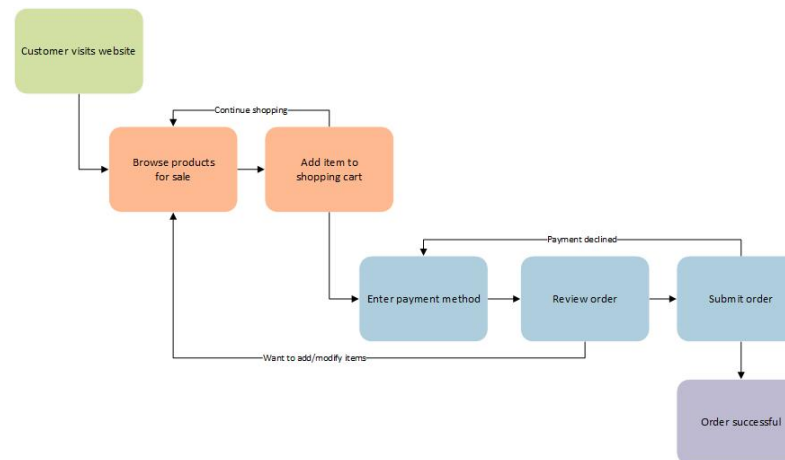 Customer visits website
Continue shopping
Browse products
for sale
Add item to
shopping cart
Payment declined
Enter payment method
Review order
Submit order
Want to add/modify items
Order successful